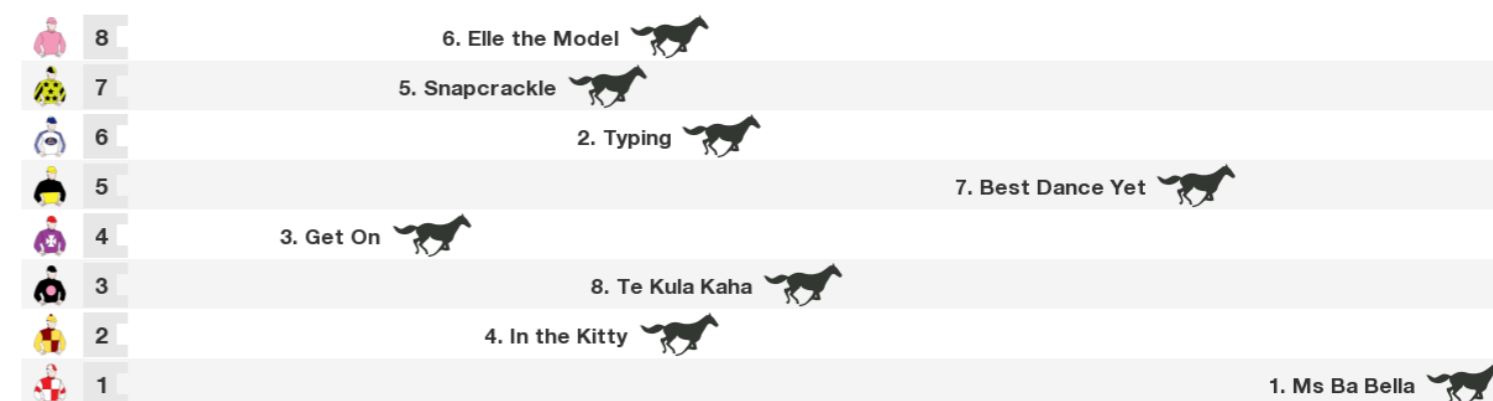 8 6. Elle the Model
7 5. Snapcrackle
6 2. Typing
5 7. Best Dance Yet
4 3. Get On
3 8. Te Kula Kaha
2 4. In the Kitty
1 1. Ms Ba Bella